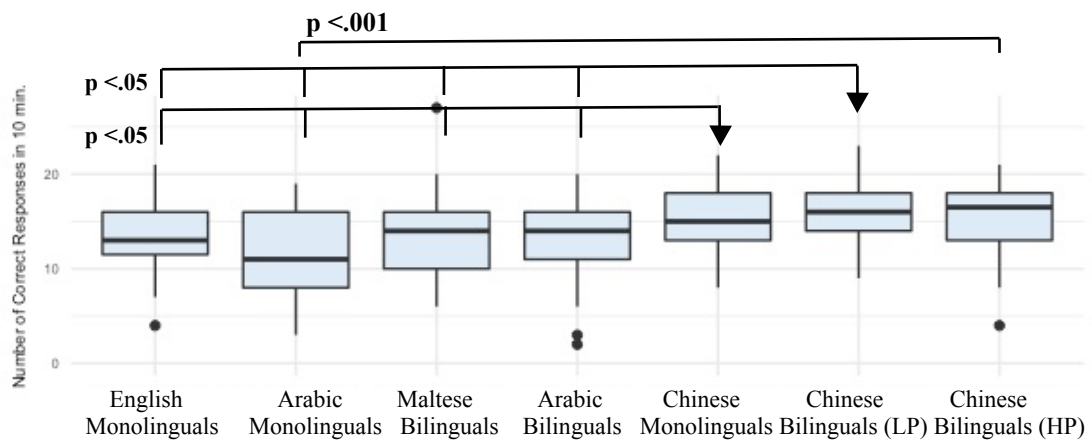 p <.001
p <.05
p <.05
Number of Correct Responses in 10 min.
20
10
0
English Monolinguals
Arabic Monolinguals
Maltese Bilinguals
Arabic Bilinguals
Chinese Monolinguals
Chinese Bilinguals (LP)
Chinese Bilinguals (HP)